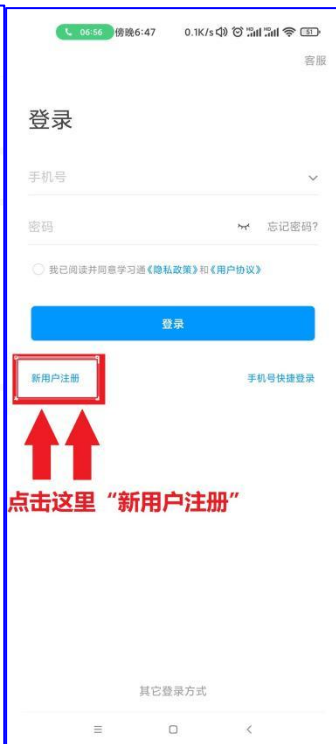 06:56 傍晚6:47 0.1K/s 51
客服
登录
手机号
密码 忘记密码?
我已阅读并同意学习通《隐私政策》和《用户协议》
登录
新用户注册 手机号快捷登录
点击这里“新用户注册”
其它登录方式